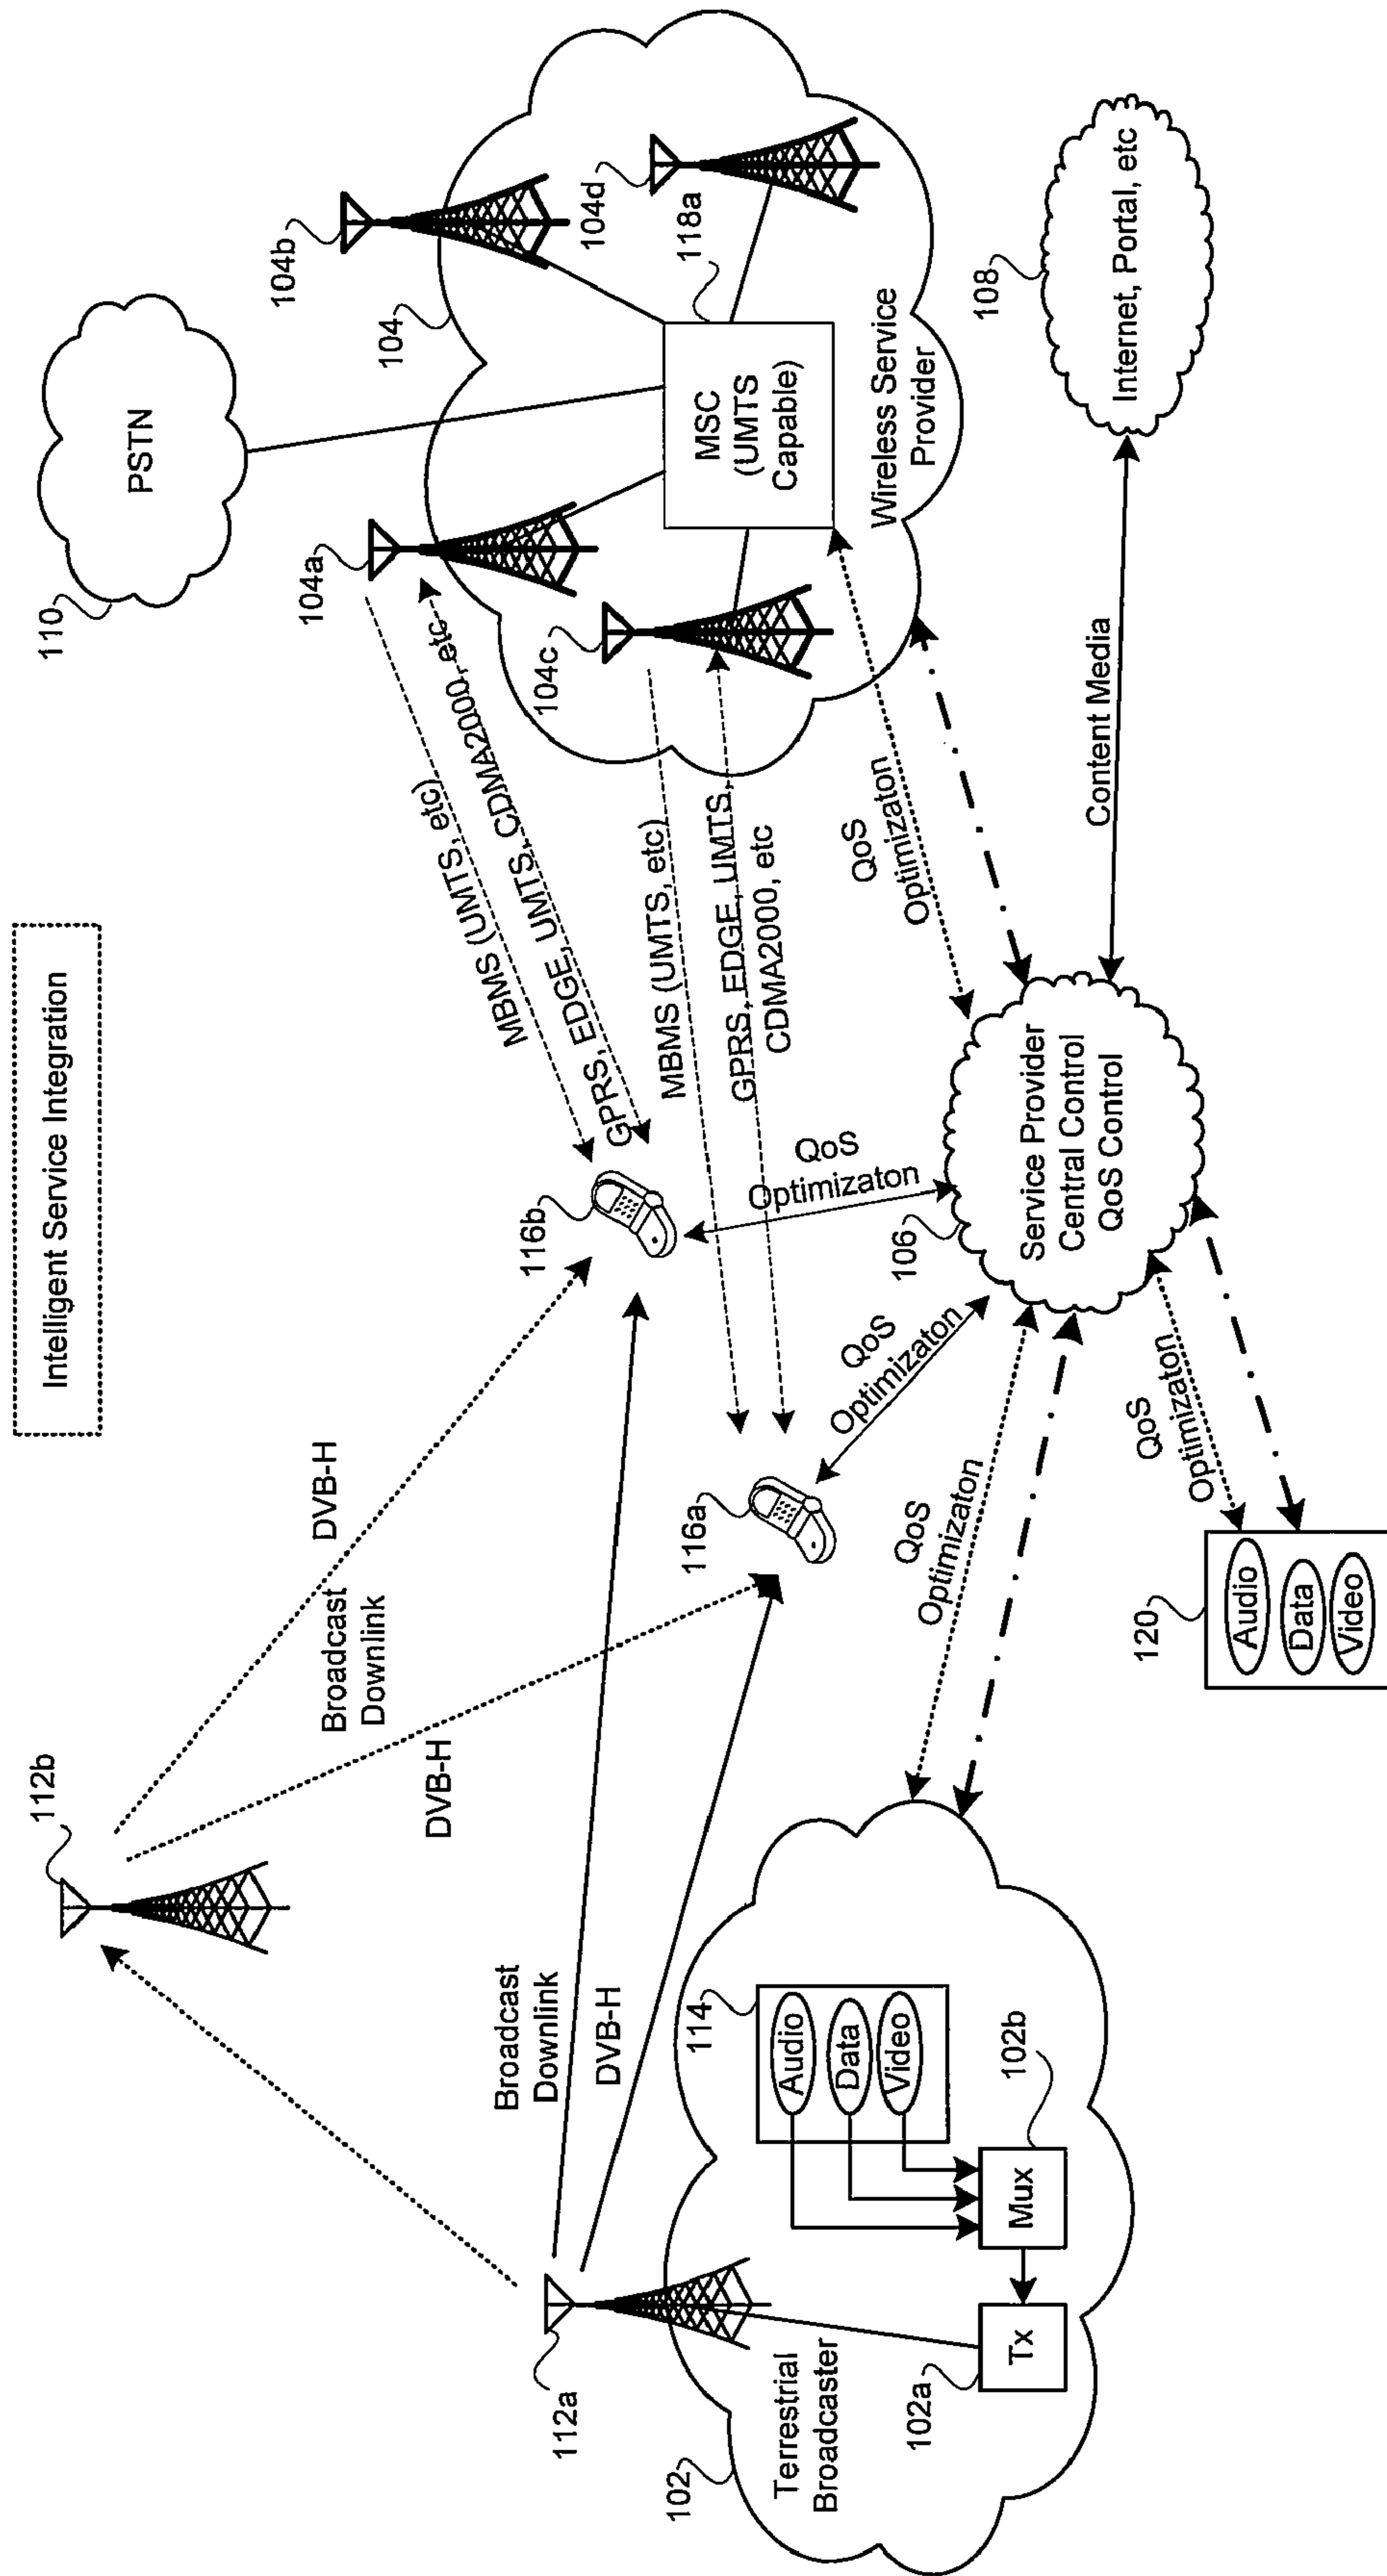 Intelligent Service Integration
112b
DVB-H
Broadcast
Downlink
DVB-H
110
PSTN
104a
104b
104
104c
104d
118a
MSC
(UMTS
Capable)
Wireless Service
Provider
MBMS (UMTS, etc)
GPRS, EDGE, UMTS, CDMA2000, etc
MBMS (UMTS, etc)
GPRS, EDGE, UMTS,
CDMA2000, etc
116b
116a
112a
Broadcast
Downlink
DVB-H
102
Terrestrial
Broadcaster
114
Audio
Data
Video
102a
Tx
102b
Mux
QoS
Optimizaton
QoS
Optimizaton
QoS
Optimizaton
QoS
Optimizaton
QoS
Optimizaton
106
Service Provider
Central Control
QoS Control
Content Media
108
Internet, Portal, etc
120
Audio
Data
Video